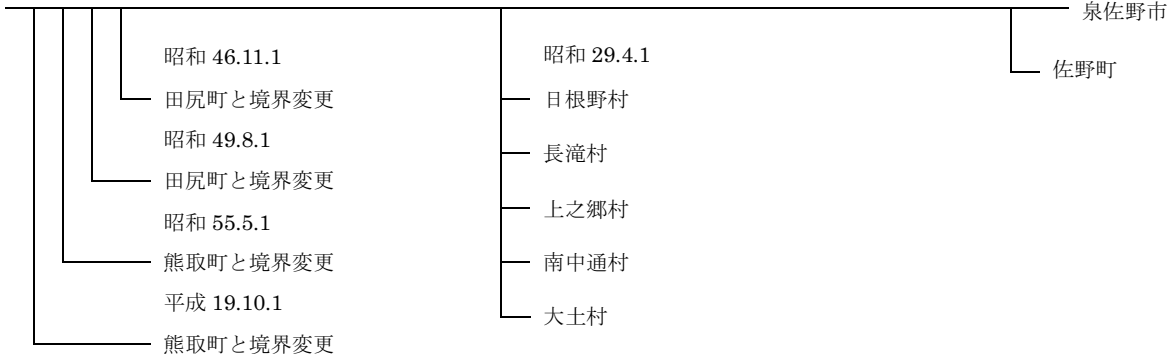 泉佐野市
佐野町
昭和 29.4.1
日根野村
長滝村
上之郷村
南中通村
大土村
昭和 46.11.1
田尻町と境界変更
昭和 49.8.1
田尻町と境界変更
昭和 55.5.1
熊取町と境界変更
平成 19.10.1
熊取町と境界変更